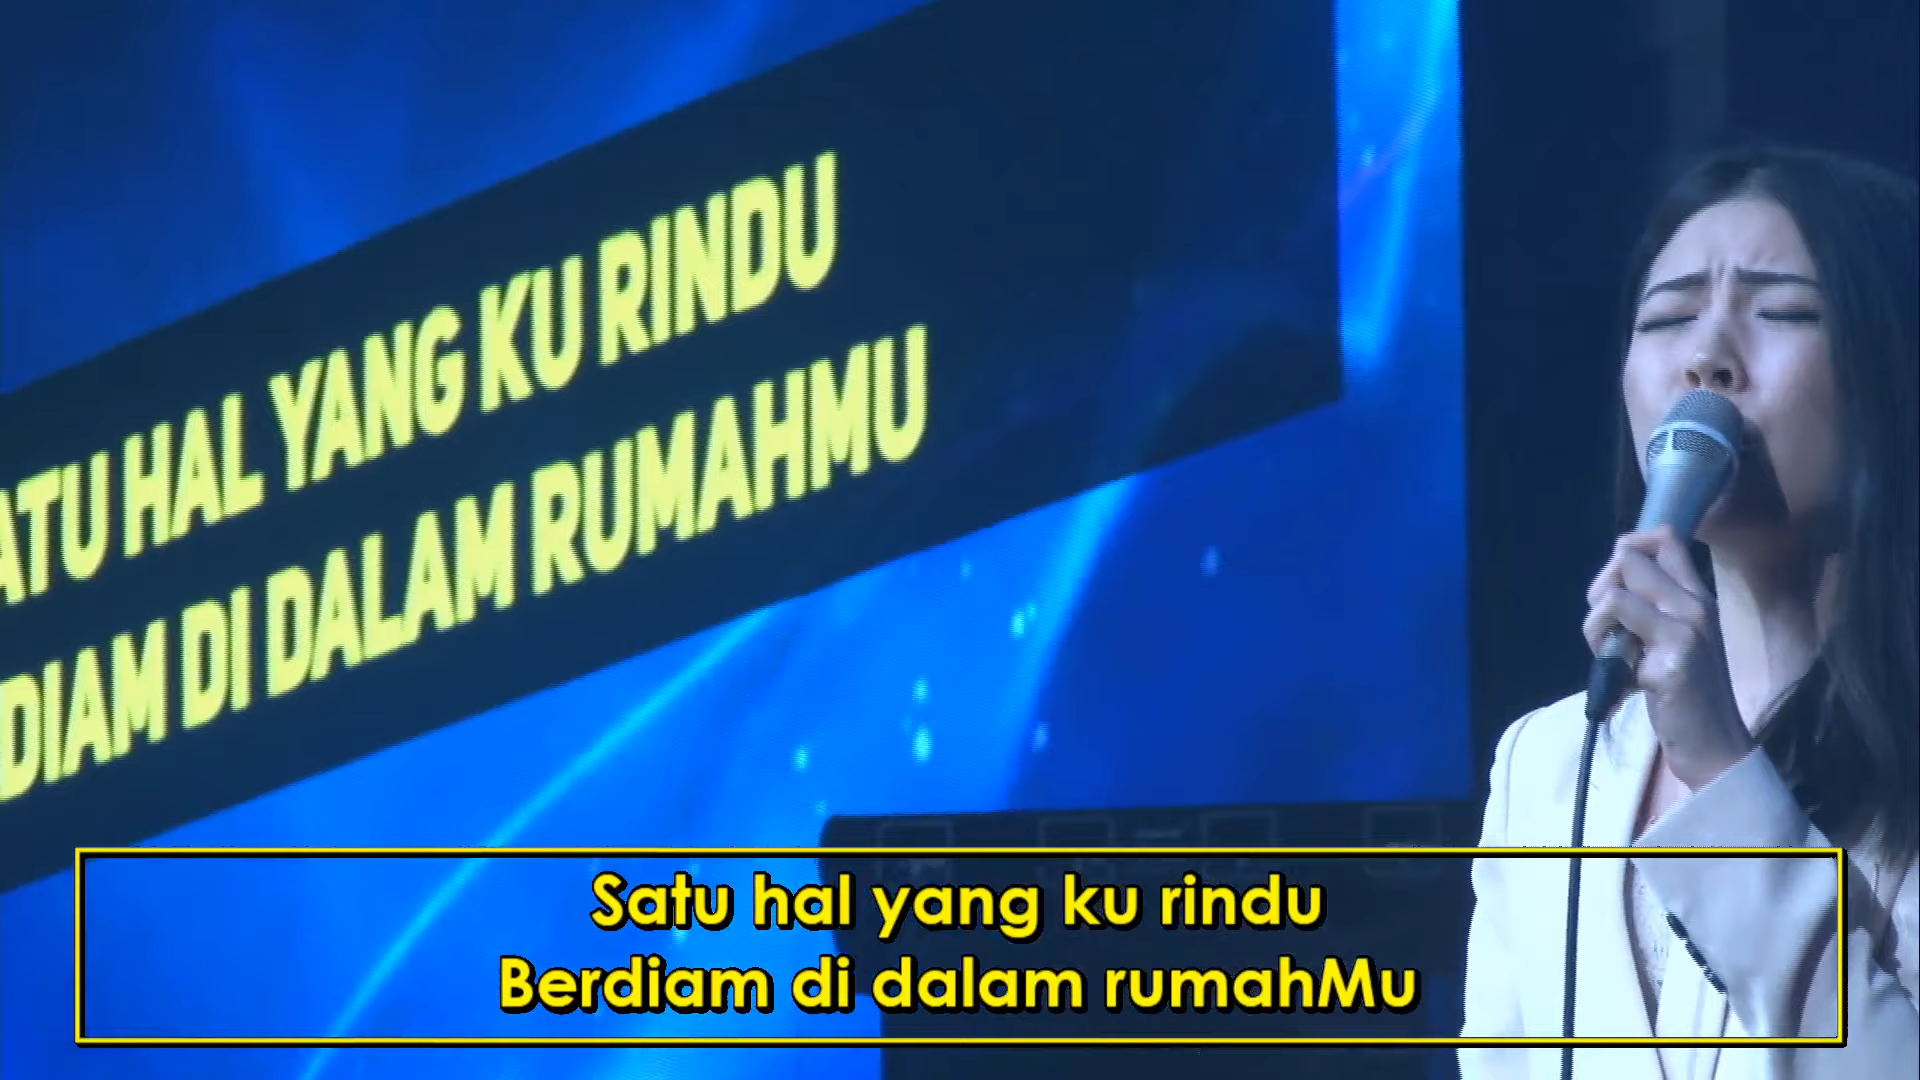 ATU HAL YANG KU RINDU
DIAM DI DALAM RUMAHMU
Satu hal yang ku rindu
Berdiam di dalam rumahMu